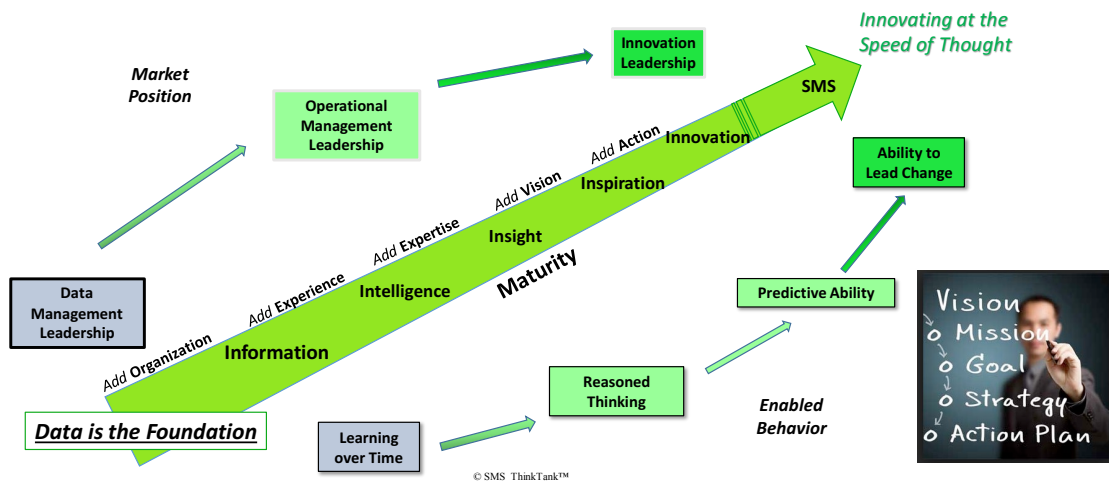 Innovating at the
Speed of Thought
Innovation
Leadership
Market
Position
SMS
Operational
Management
Leadership
Add Action
Innovation
Ability to
Lead Change
Add Vision
Inspiration
Add Expertise
Insight
Maturity
Add Experience
Intelligence
Data
Management
Leadership
Predictive Ability
Add Organization
Information
Vision
Mission
Goal
Strategy
Action Plan
Reasoned
Thinking
Enabled
Behavior
Data is the Foundation
Learning
over Time
© SMS ThinkTank™